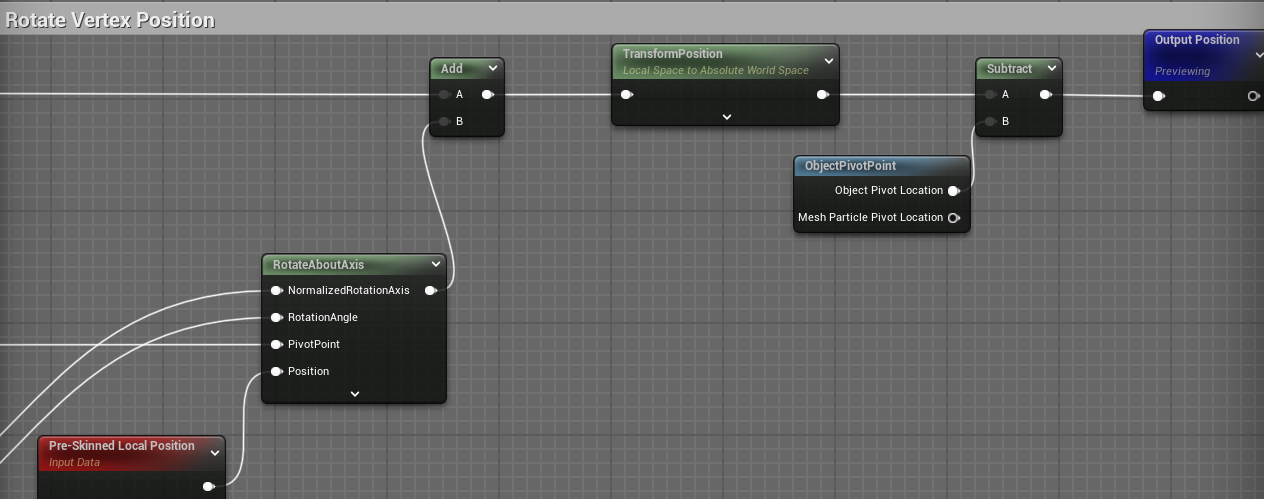 Rotate Vertex Position
Add
A
B
TransformPosition
Local Space to Absolute World Space
Subtract
A
B
Output Position
Previewing
ObjectPivotPoint
Object Pivot Location
Mesh Particle Pivot Location
RotateAboutAxis
NormalizedRotationAxis
RotationAngle
PivotPoint
Position
Pre-Skinned Local Position
Input Data